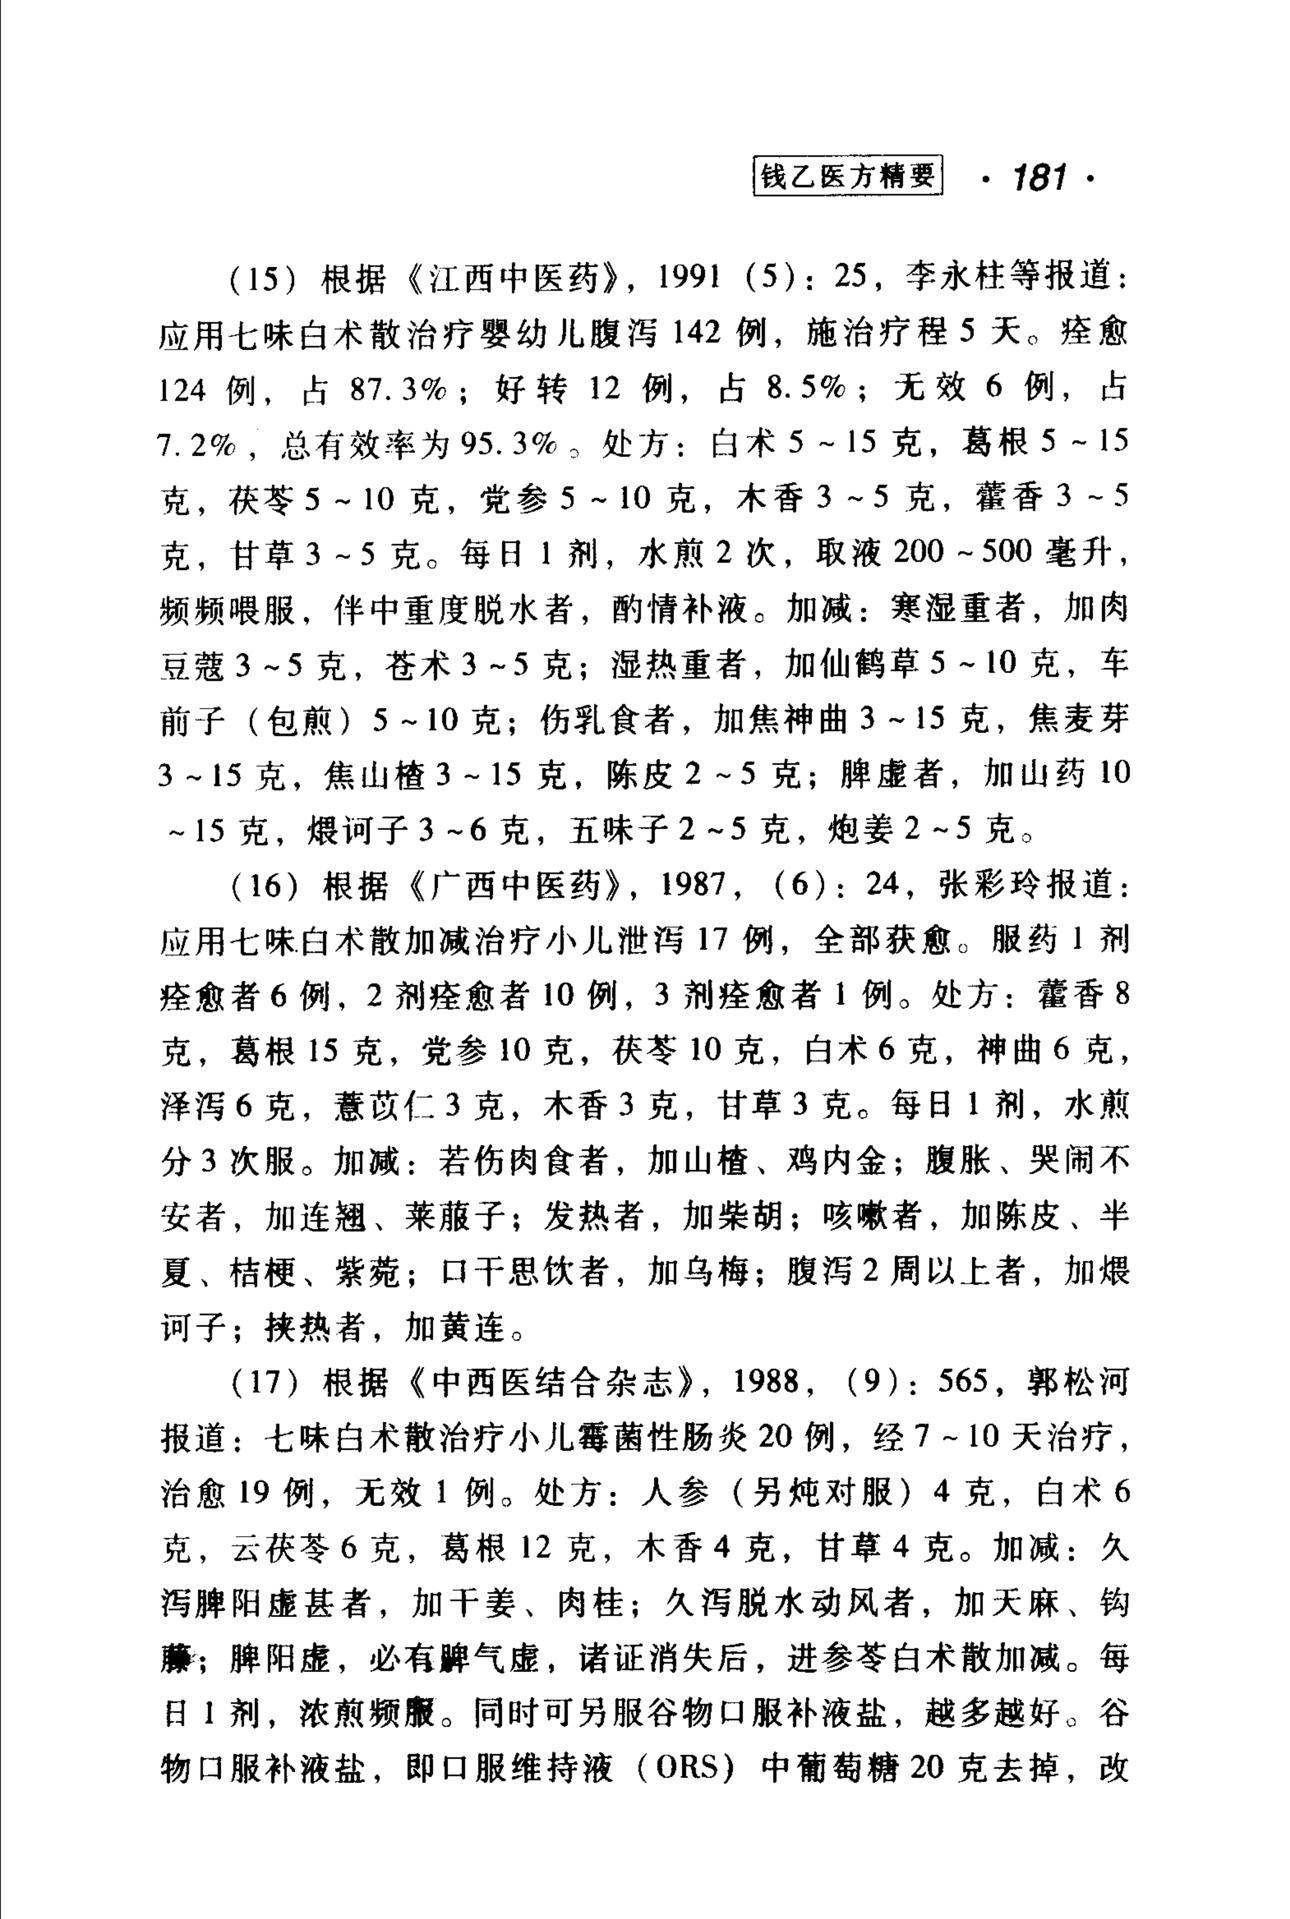 钱乙医方精要 · 181 ·
(15) 根据《江西中医药》，1991 (5)：25，李永柱等报道：
应用七味白术散治疗婴幼儿腹泻 142 例，施治疗程 5 天。痊愈
124 例，占 87.3%；好转 12 例，占 8.5%；无效 6 例，占
7.2%，总有效率为 95.3%。处方：白术 5～15 克，葛根 5～15
克，茯苓 5～10 克，党参 5～10 克，木香 3～5 克，藿香 3～5
克，甘草 3～5 克。每日 1 剂，水煎 2 次，取液 200～500 毫升，
频频喂服，伴中重度脱水者，酌情补液。加减：寒湿重者，加肉
豆蔻 3～5 克，苍术 3～5 克；湿热重者，加仙鹤草 5～10 克，车
前子（包煎）5～10 克；伤乳食者，加焦神曲 3～15 克，焦麦芽
3～15 克，焦山楂 3～15 克，陈皮 2～5 克；脾虚者，加山药 10
～15 克，煨诃子 3～6 克，五味子 2～5 克，炮姜 2～5 克。
(16) 根据《广西中医药》，1987，(6)：24，张彩玲报道：
应用七味白术散加减治疗小儿泄泻 17 例，全部获愈。服药 1 剂
痊愈者 6 例，2 剂痊愈者 10 例，3 剂痊愈者 1 例。处方：藿香 8
克，葛根 15 克，党参 10 克，茯苓 10 克，白术 6 克，神曲 6 克，
泽泻 6 克，薏苡仁 3 克，木香 3 克，甘草 3 克。每日 1 剂，水煎
分 3 次服。加减：若伤肉食者，加山楂、鸡内金；腹胀、哭闹不
安者，加连翘、莱菔子；发热者，加柴胡；咳嗽者，加陈皮、半
夏、桔梗、紫菀；口干思饮者，加乌梅；腹泻 2 周以上者，加煨
诃子；挟热者，加黄连。
(17) 根据《中西医结合杂志》，1988，(9)：565，郭松河
报道：七味白术散治疗小儿霉菌性肠炎 20 例，经 7～10 天治疗，
治愈 19 例，无效 1 例。处方：人参（另炖对服）4 克，白术 6
克，云茯苓 6 克，葛根 12 克，木香 4 克，甘草 4 克。加减：久
泻脾阳虚甚者，加干姜、肉桂；久泻脱水动风者，加天麻、钩
藤；脾阳虚，必有脾气虚，诸证消失后，进参苓白术散加减。每
日 1 剂，浓煎频服。同时可另服谷物口服补液盐，越多越好。谷
物口服补液盐，即口服维持液（ORS）中葡萄糖 20 克去掉，改